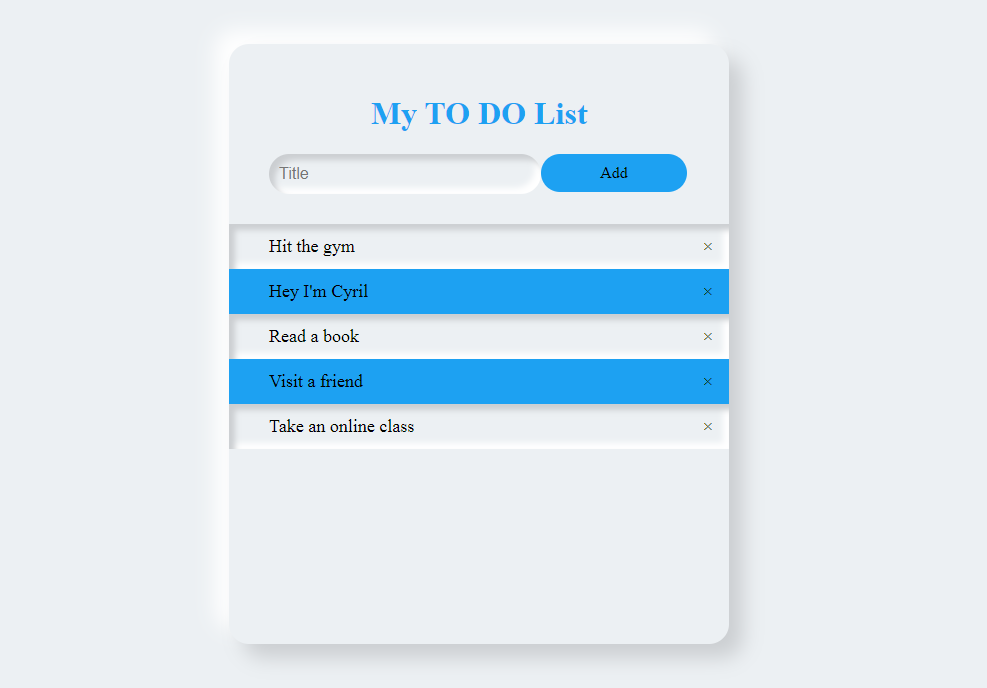 My TO DO List
Title
Add
Hit the gym ×
Hey I'm Cyril ×
Read a book ×
Visit a friend ×
Take an online class ×